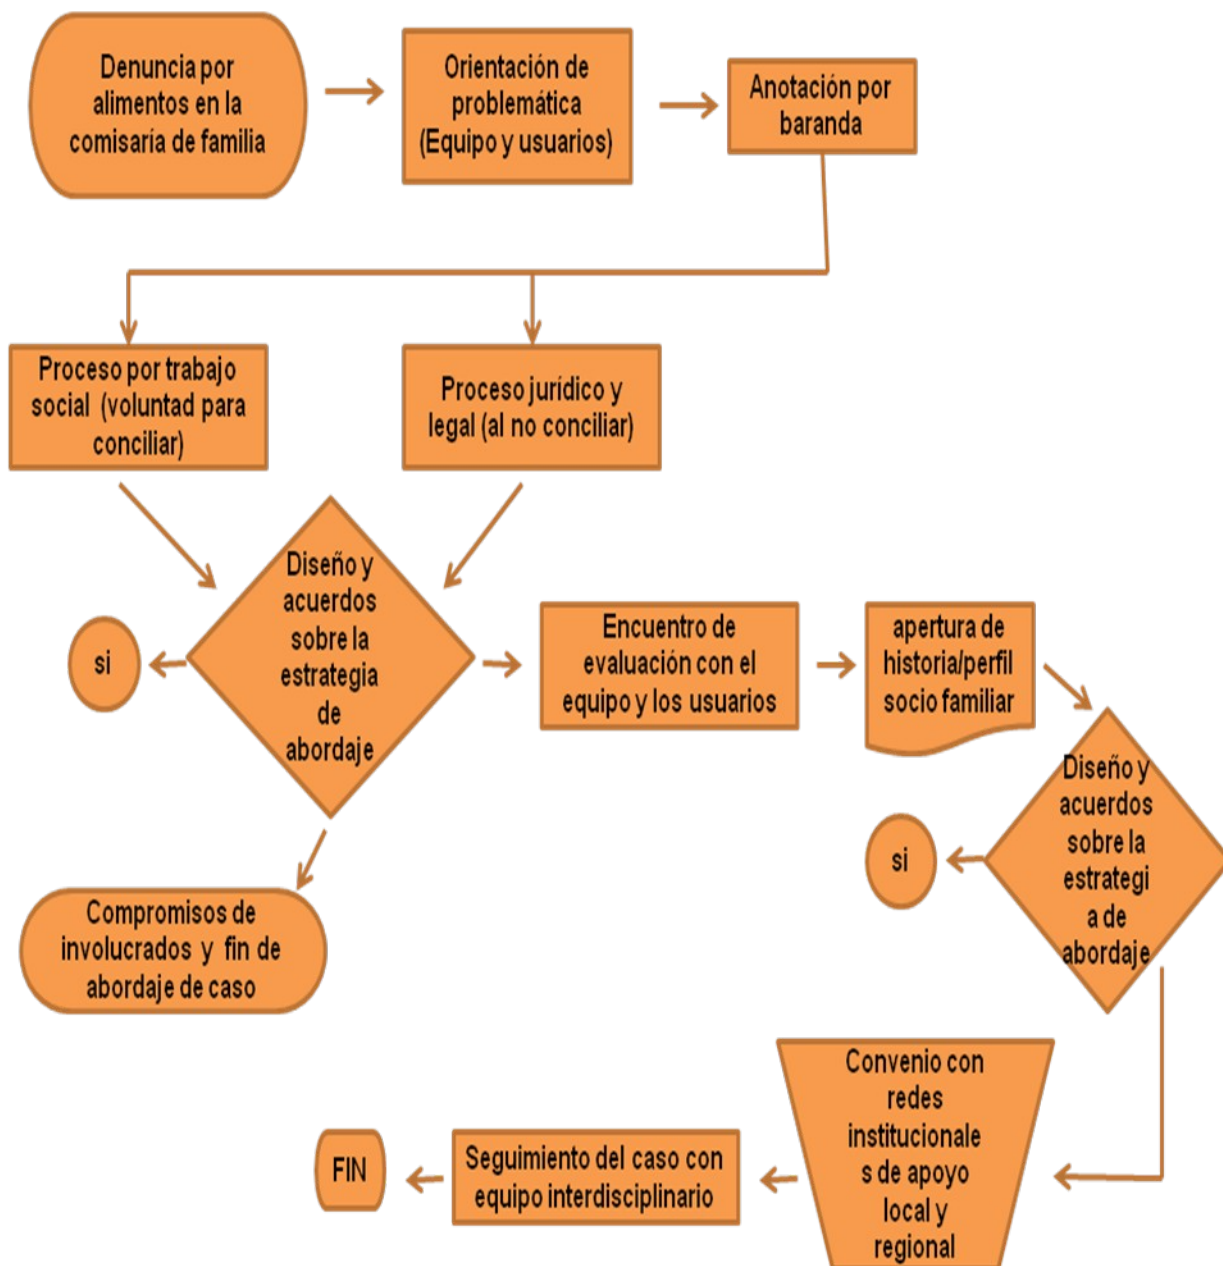 Denuncia por
alimentos en la
comisaría de familia
Orientación de
problemática
(Equipo y usuarios)
Anotación por
baranda
Proceso por trabajo
social (voluntad para
conciliar)
Proceso jurídico y
legal (al no conciliar)
Diseño y
acuerdos
sobre la
estrategia
de
abordaje
si
Encuentro de
evaluación con el
equipo y los usuarios
apertura de
historia/perfil
socio familiar
Diseño y
acuerdos
sobre la
estrategi
a de
abordaje
si
Compromisos de
involucrados y fin de
abordaje de caso
Convenio con
redes
institucionale
s de apoyo
local y
regional
Seguimiento del caso con
equipo interdisciplinario
FIN